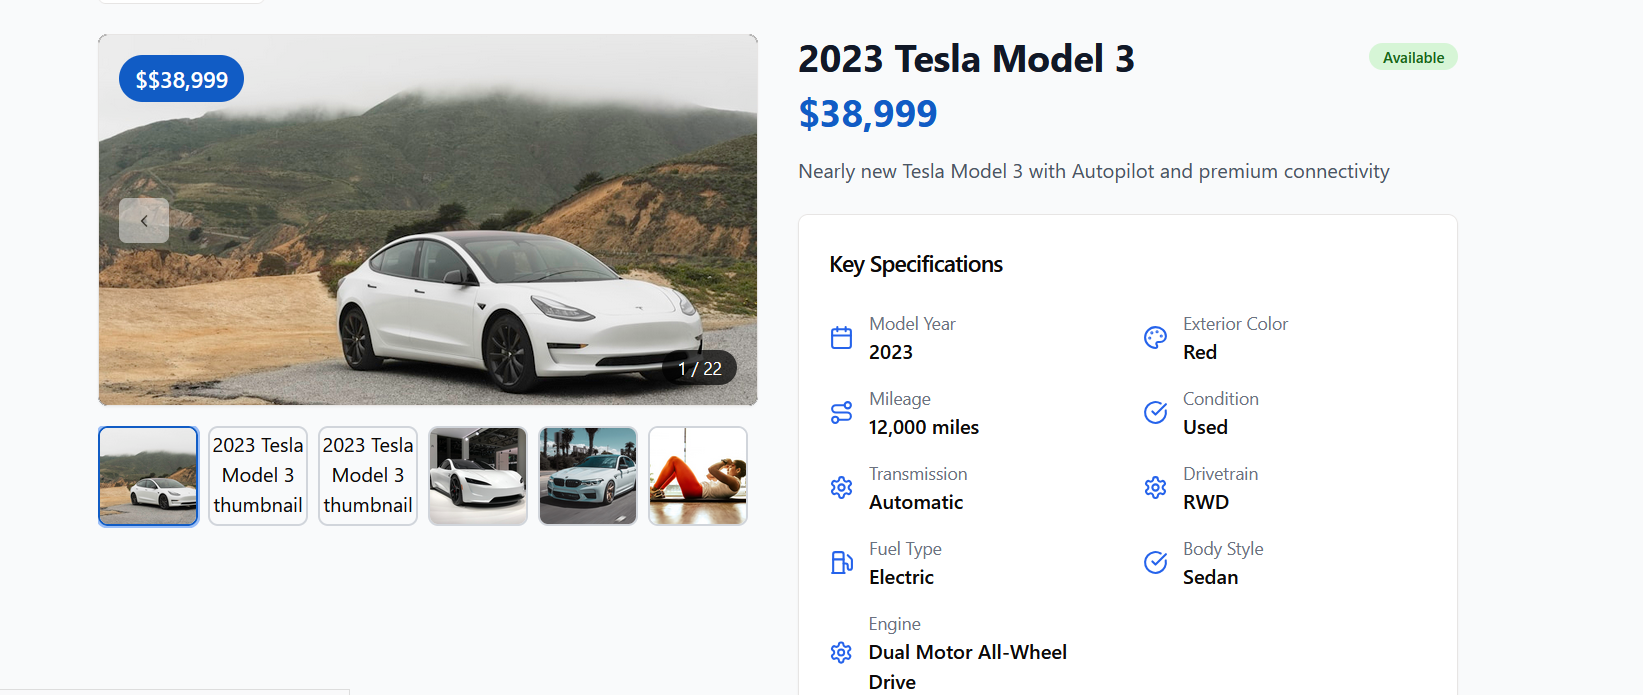 $$38,999
1 / 22
2023 Tesla
Model 3
thumbnail
2023 Tesla
Model 3
thumbnail
2023 Tesla Model 3
Available
$38,999
Nearly new Tesla Model 3 with Autopilot and premium connectivity
Key Specifications
Model Year
2023
Exterior Color
Red
Mileage
12,000 miles
Condition
Used
Transmission
Automatic
Drivetrain
RWD
Fuel Type
Electric
Body Style
Sedan
Engine
Dual Motor All-Wheel
Drive